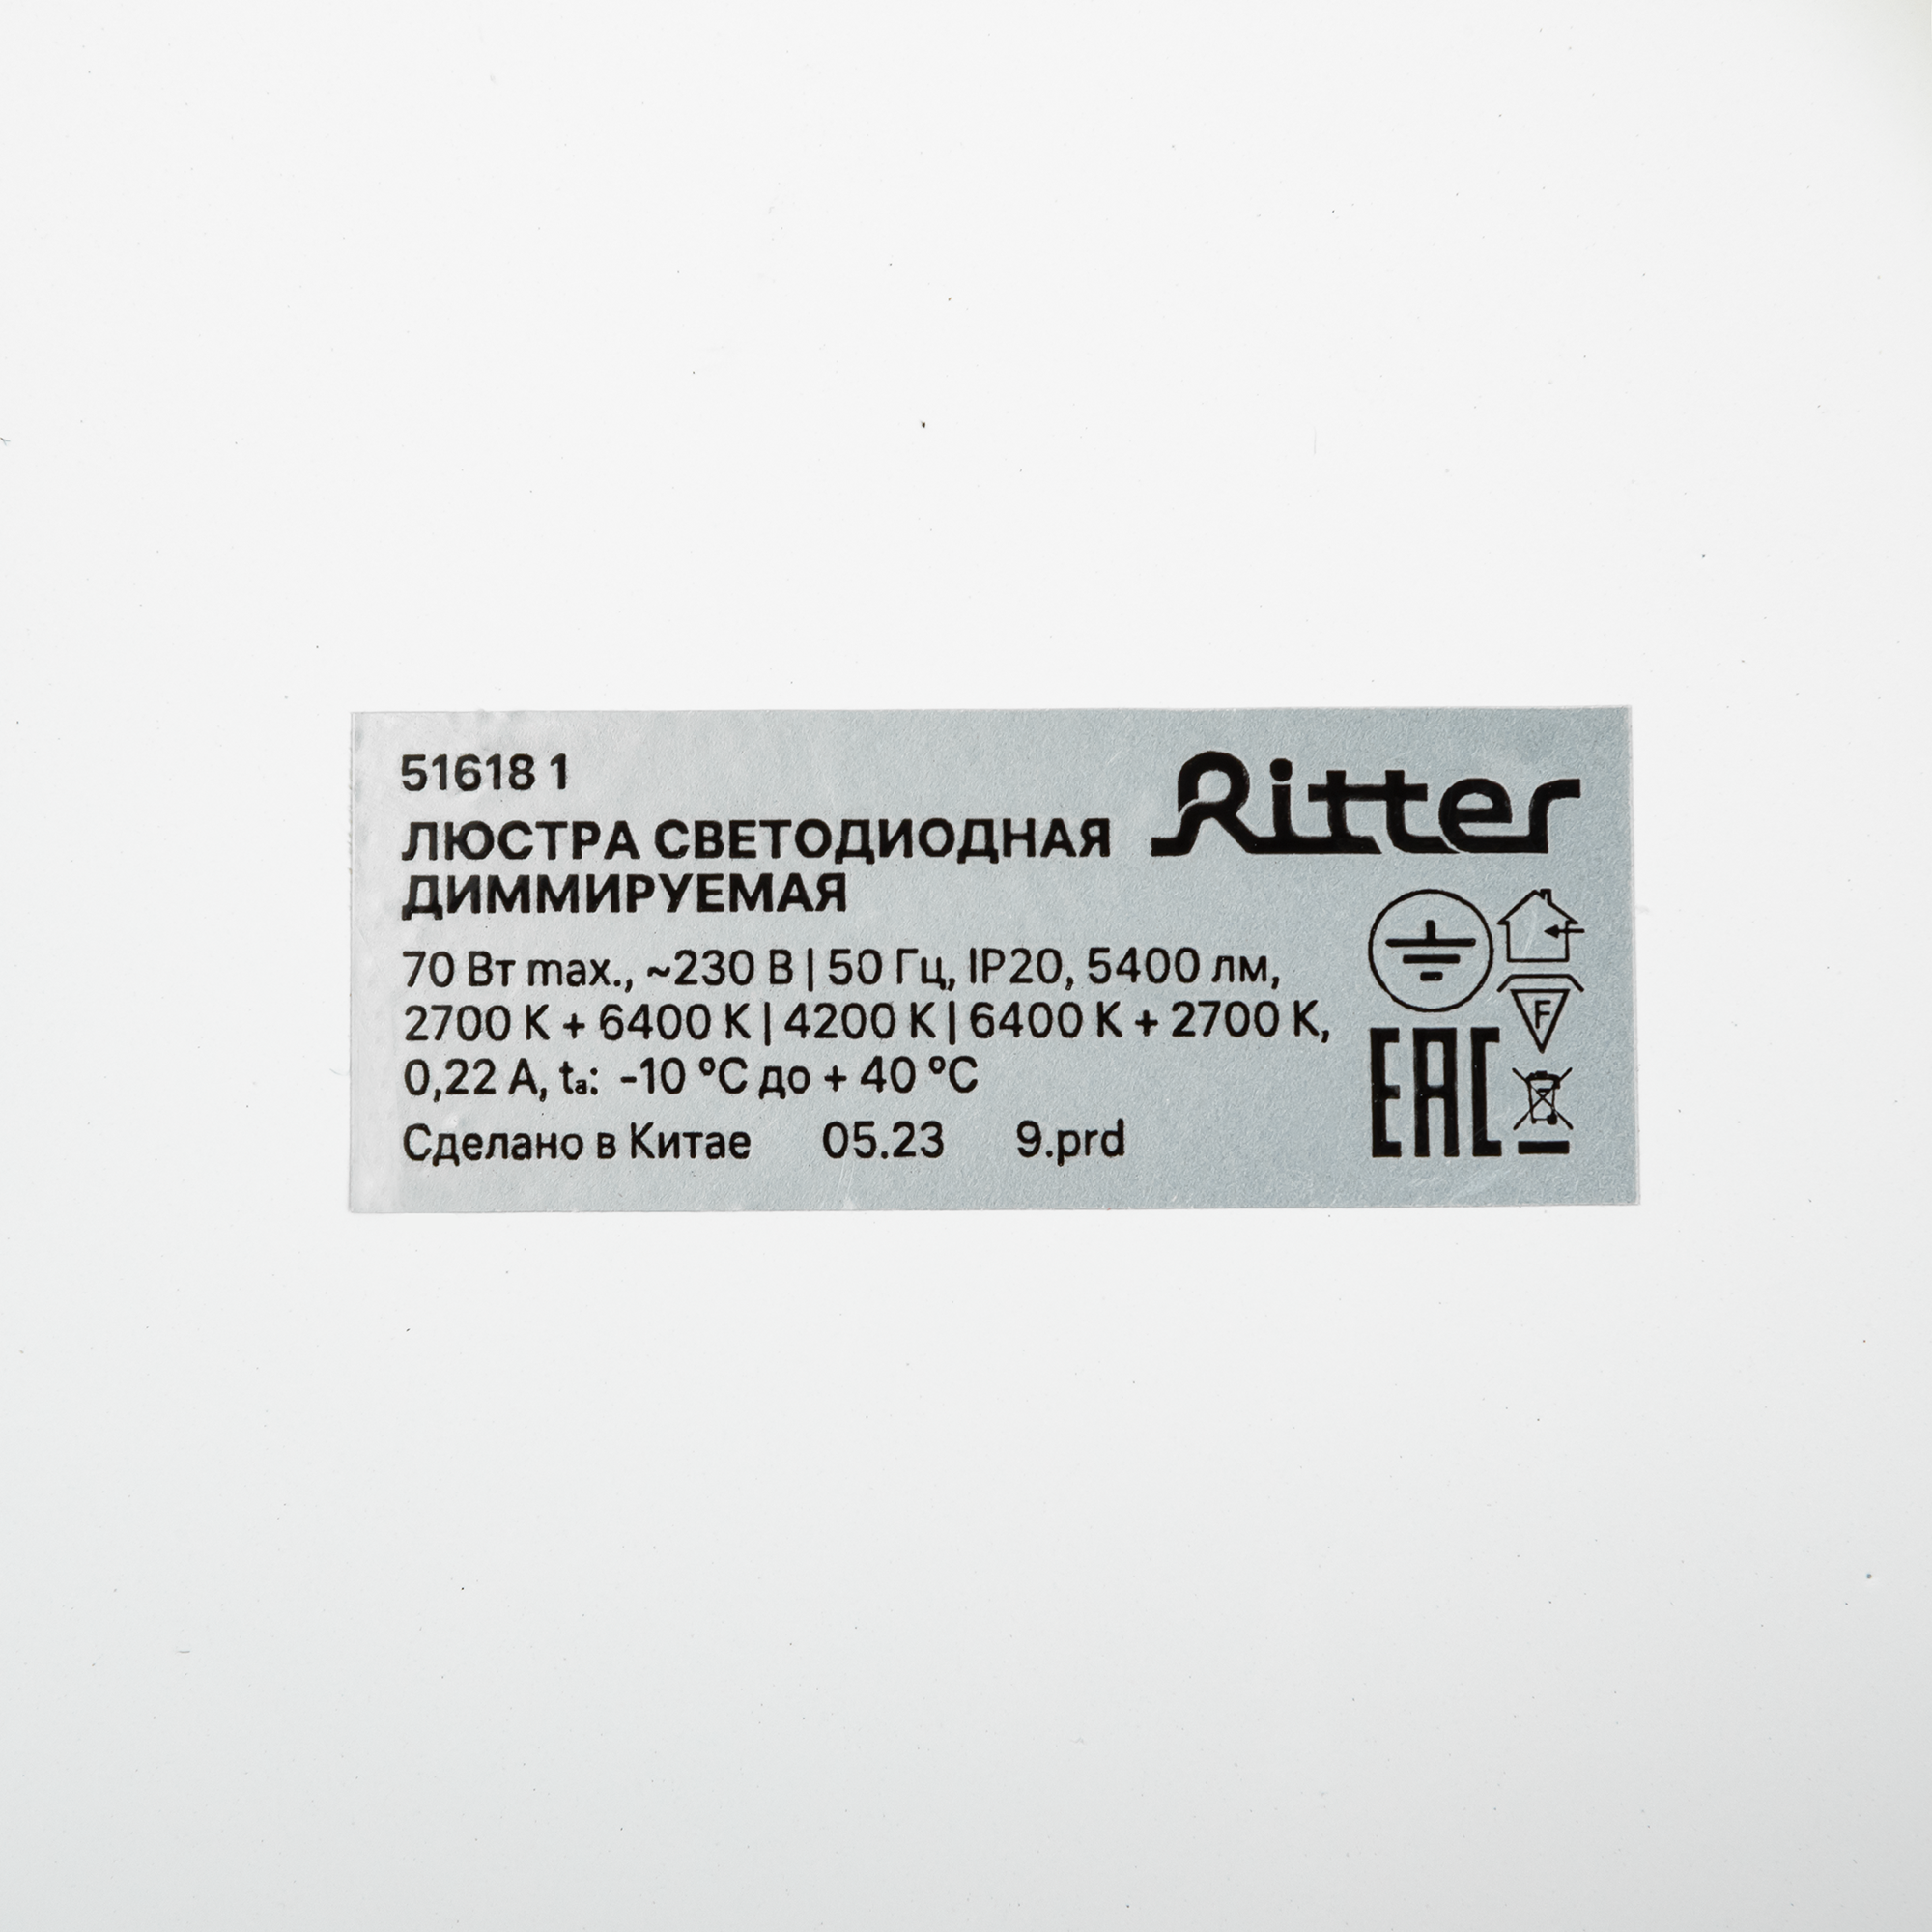 51618 1
Ritter
ЛЮСТРА СВЕТОДИОДНАЯ
ДИММИРУЕМАЯ
70 Вт max., ~230 В | 50 Гц, IP20, 5400 лм,
2700 К + 6400 К | 4200 К | 6400 К + 2700 К,
0,22 А, tₐ: -10 °С до + 40 °С
Сделано в Китае 05.23 9.prd
F
EAC